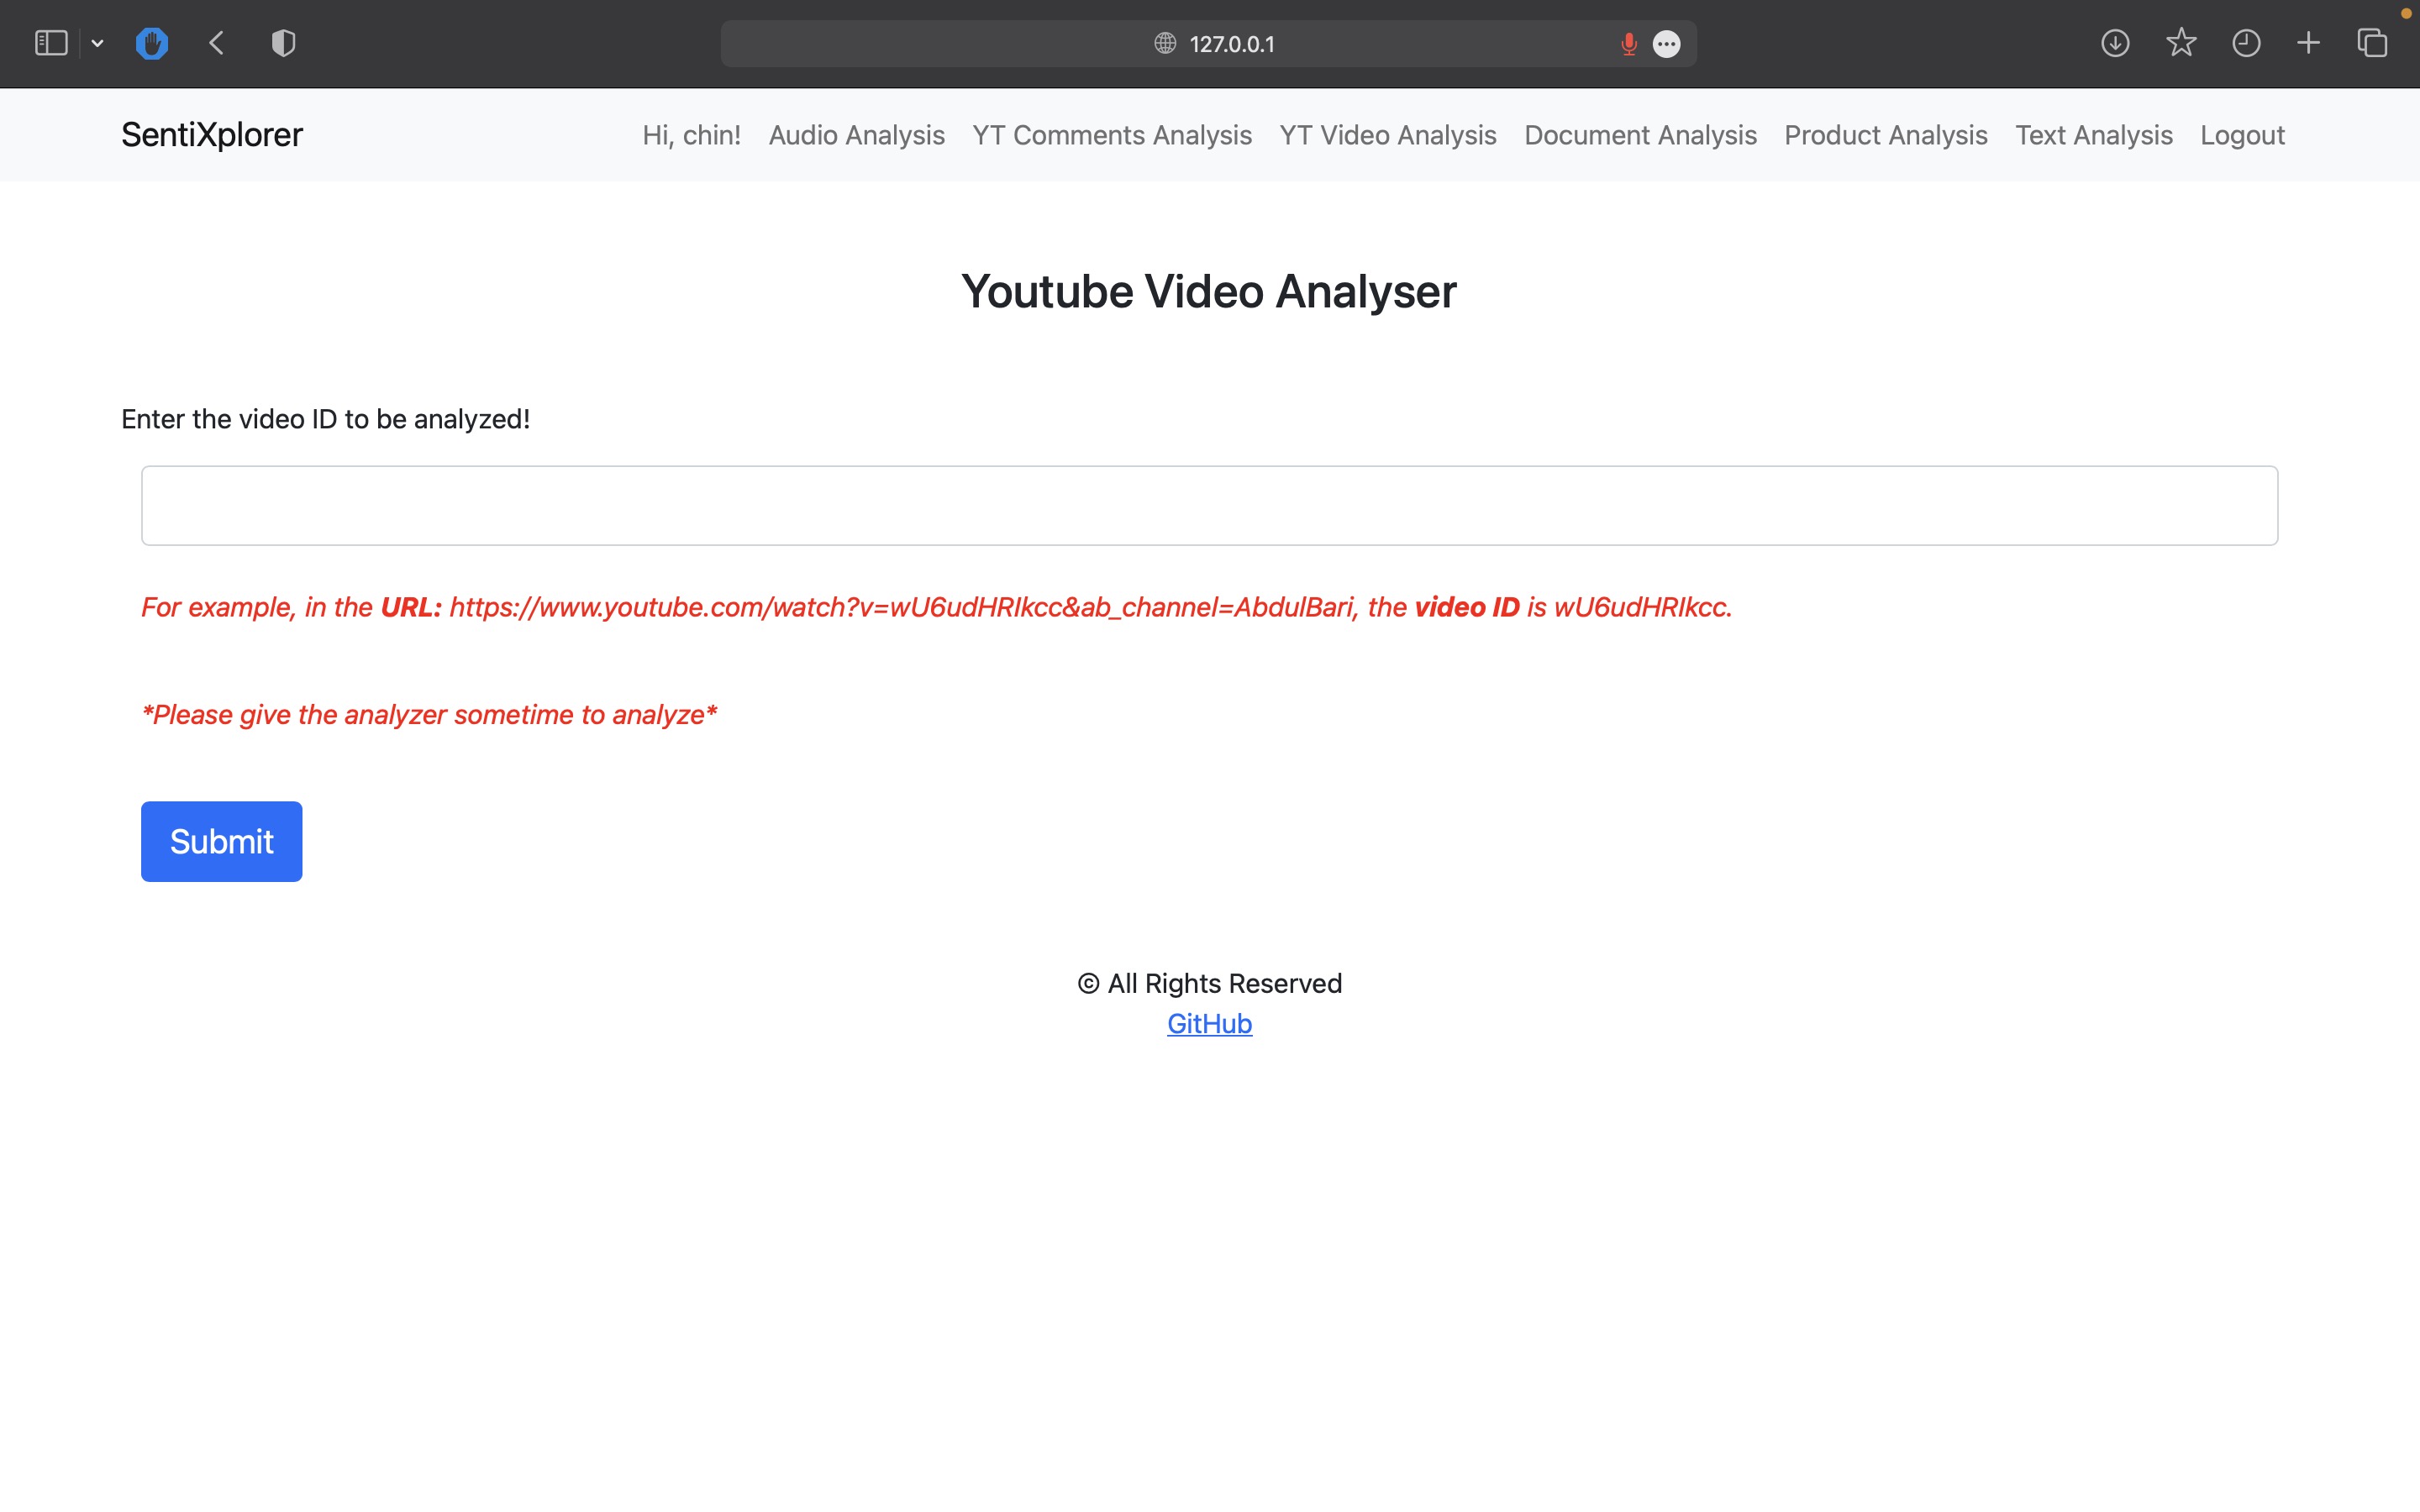 127.0.0.1
SentiXplorer Hi, chin! Audio Analysis YT Comments Analysis YT Video Analysis Document Analysis Product Analysis Text Analysis Logout
Youtube Video Analyser
Enter the video ID to be analyzed!
For example, in the URL: https://www.youtube.com/watch?v=wU6udHRIkcc&ab_channel=AbdulBari, the video ID is wU6udHRIkcc.
*Please give the analyzer sometime to analyze*
Submit
© All Rights Reserved
GitHub